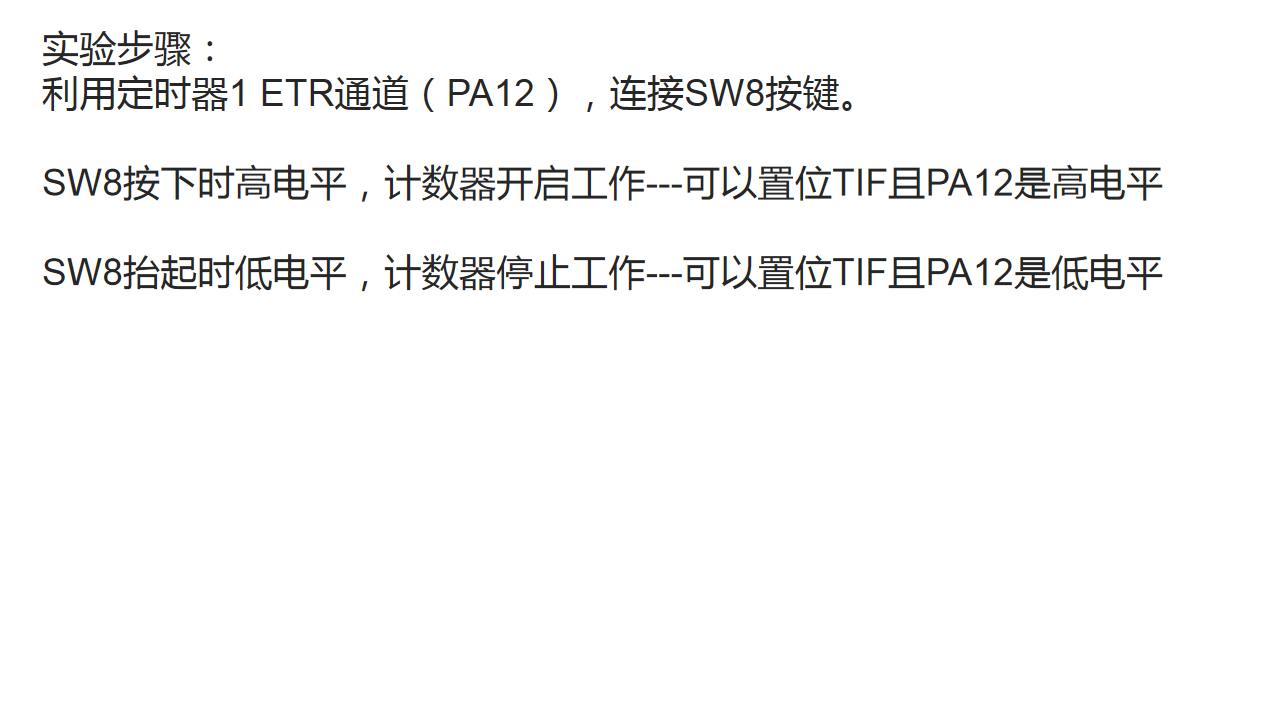 实验步骤：
利用定时器1 ETR通道（PA12），连接SW8按键。
SW8按下时高电平，计数器开启工作---可以置位TIF且PA12是高电平
SW8抬起时低电平，计数器停止工作---可以置位TIF且PA12是低电平